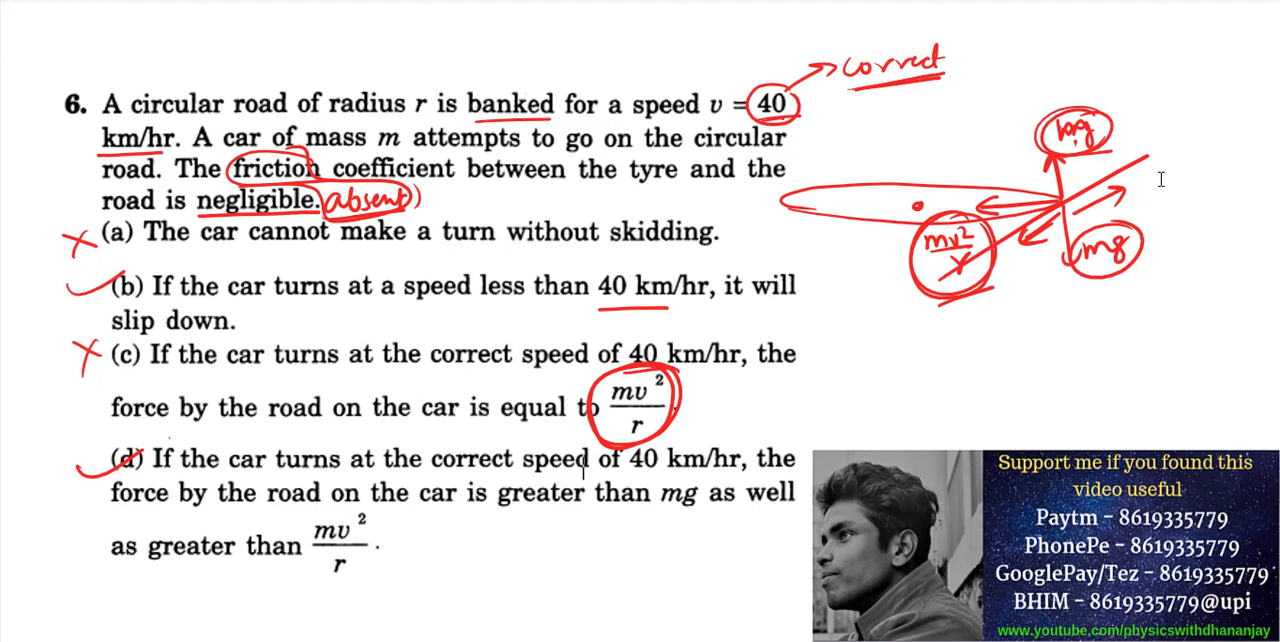 correct
6. A circular road of radius r is banked for a speed v = 40
km/hr. A car of mass m attempts to go on the circular
road. The friction coefficient between the tyre and the
road is negligible. (absent)
(a) The car cannot make a turn without skidding.
(b) If the car turns at a speed less than 40 km/hr, it will
slip down.
(c) If the car turns at the correct speed of 40 km/hr, the
force by the road on the car is equal to mv²/r.
(d) If the car turns at the correct speed of 40 km/hr, the
force by the road on the car is greater than mg as well
as greater than mv²/r.
mg
mv²/r
mg
Support me if you found this
video useful
Paytm - 8619335779
PhonePe - 8619335779
GooglePay/Tez - 8619335779
BHIM - 8619335779@upi
www.youtube.com/physicswithdhananjay